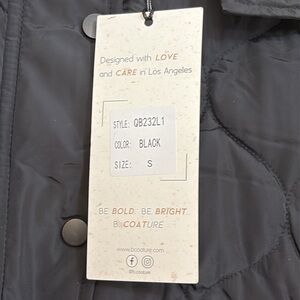 Designed with LOVE
and CARE in Los Angeles
STYLE: QB232L1
COLOR: BLACK
SIZE: S
BE BOLD. BE BRIGHT.
B. COATURE
www.bcoature.com
@b.coature